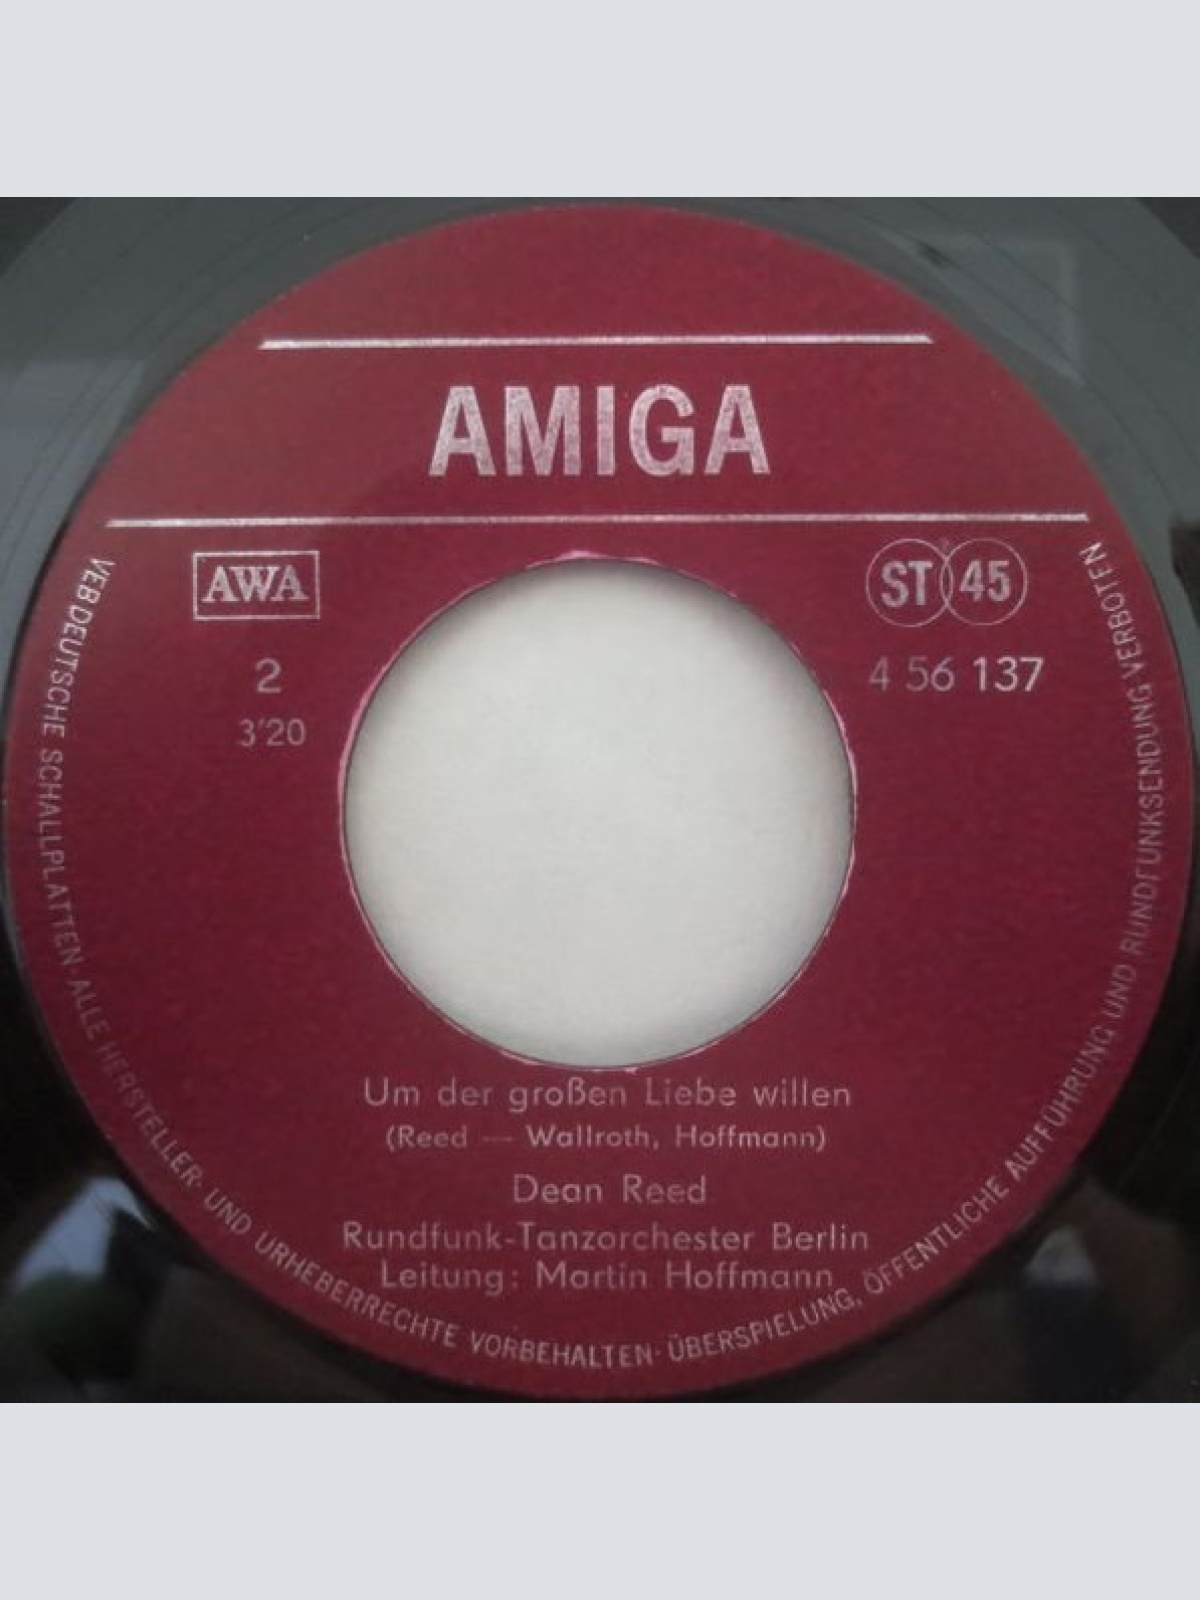 AMIGA
AWA
ST 45
2
4 56 137
3'20
Um der großen Liebe willen
(Reed — Wallroth, Hoffmann)
Dean Reed
Rundfunk-Tanzorchester Berlin
Leitung: Martin Hoffmann
VEB DEUTSCHE SCHALLPLATTEN · ALLE HERSTELLER- UND URHEBERRECHTE VORBEHALTEN · ÜBERSPIELUNG, ÖFFENTLICHE AUFFÜHRUNG UND RUNDFUNKSENDUNG VERBOTEN